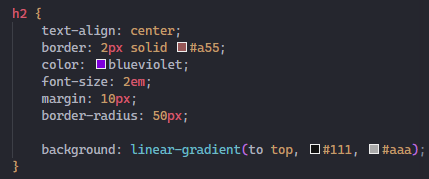 h2 {
    text-align: center;
    border: 2px solid #a55;
    color: blueviolet;
    font-size: 2em;
    margin: 10px;
    border-radius: 50px;

    background: linear-gradient(to top, #111, #aaa);
}